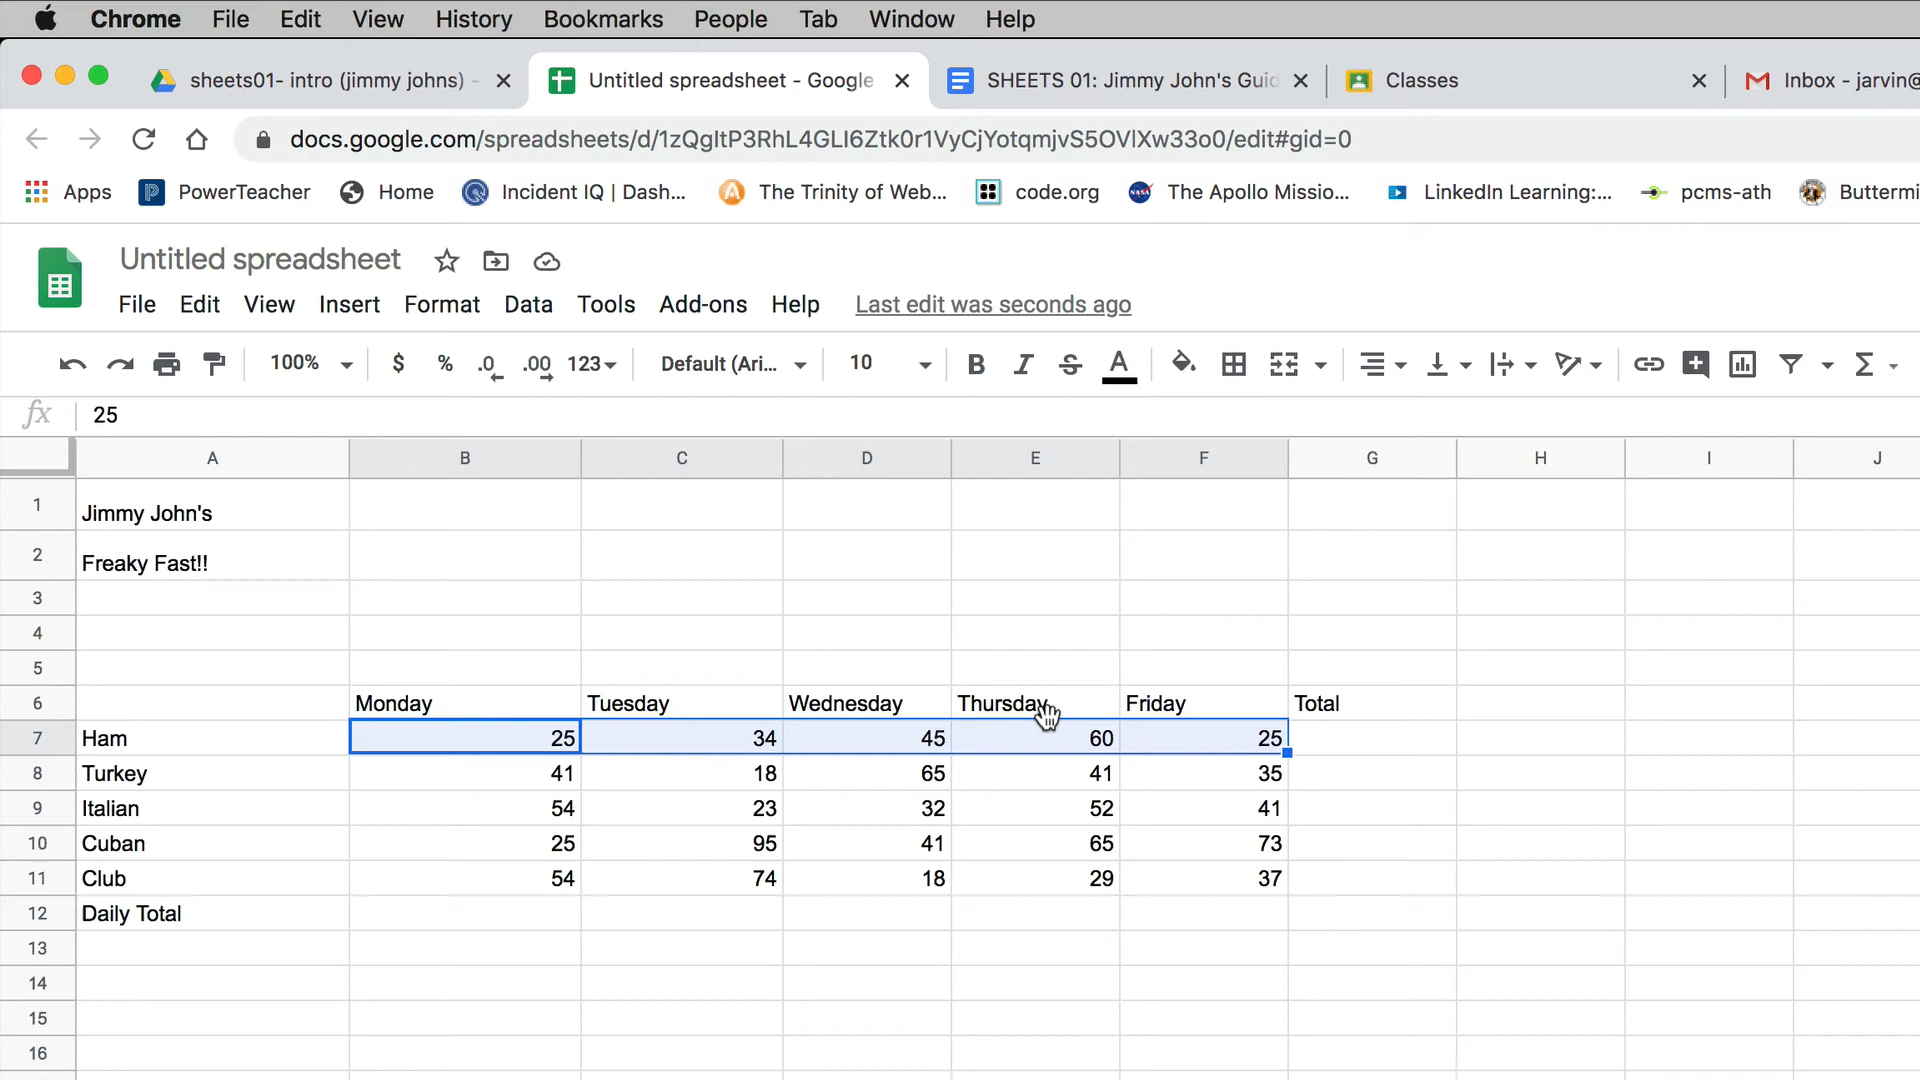 Chrome File Edit View History Bookmarks People Tab Window Help
sheets01- intro (jimmy johns) - Untitled spreadsheet - Google SHEETS 01: Jimmy John's Guid Classes Inbox - jarvin@
docs.google.com/spreadsheets/d/1zQgItP3RhL4GLI6Ztk0r1VyCjYotqmjvS5OVlXw33o0/edit#gid=0
Apps PowerTeacher Home Incident IQ | Dash... The Trinity of Web... code.org The Apollo Missio... LinkedIn Learning:... pcms-ath Buttermi
Untitled spreadsheet
File Edit View Insert Format Data Tools Add-ons Help Last edit was seconds ago
100% $ % .0 .00 123 Default (Ari... 10 B I S A
fx 25
A B C D E F G H I J
1 Jimmy John's
2 Freaky Fast!!
3
4
5
6 Monday Tuesday Wednesday Thursday Friday Total
7 Ham 25 34 45 60 25
8 Turkey 41 18 65 41 35
9 Italian 54 23 32 52 41
10 Cuban 25 95 41 65 73
11 Club 54 74 18 29 37
12 Daily Total
13
14
15
16